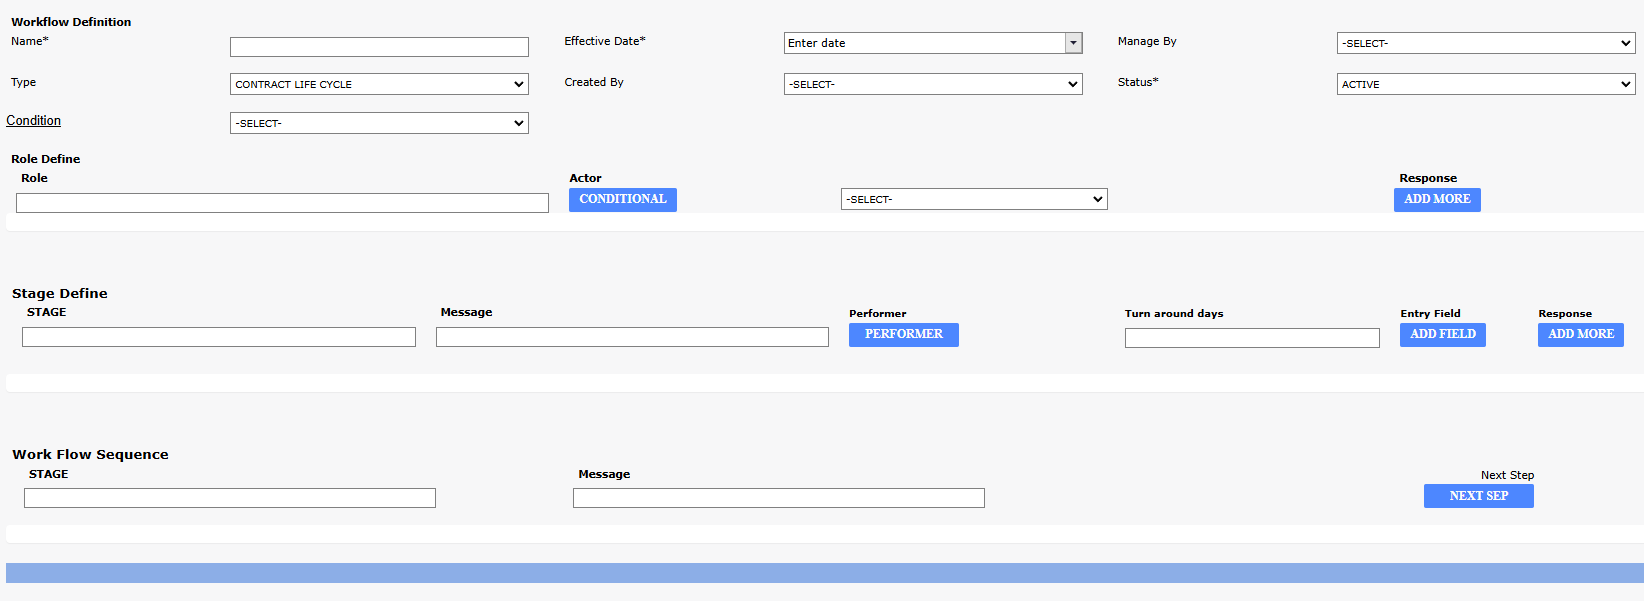 Workflow Definition
Name* Effective Date* Enter date Manage By -SELECT-
Type CONTRACT LIFE CYCLE Created By -SELECT- Status* ACTIVE
Condition -SELECT-
Role Define
Role Actor Response
CONDITIONAL -SELECT- ADD MORE
Stage Define
STAGE Message Performer Turn around days Entry Field Response
PERFORMER ADD FIELD ADD MORE
Work Flow Sequence
STAGE Message Next Step
NEXT SEP